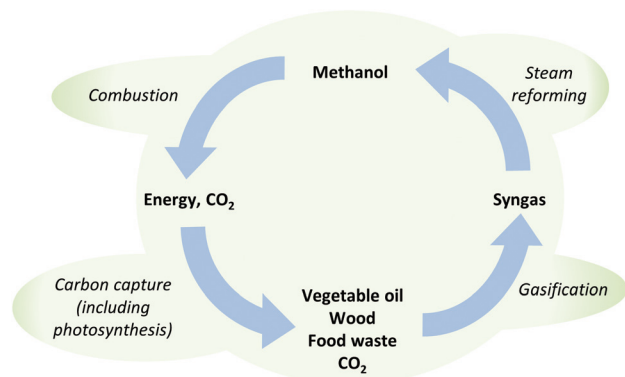 Methanol
Combustion
Steam
reforming
Energy, CO₂
Syngas
Carbon capture
(including
photosynthesis)
Vegetable oil
Wood
Food waste
CO₂
Gasification